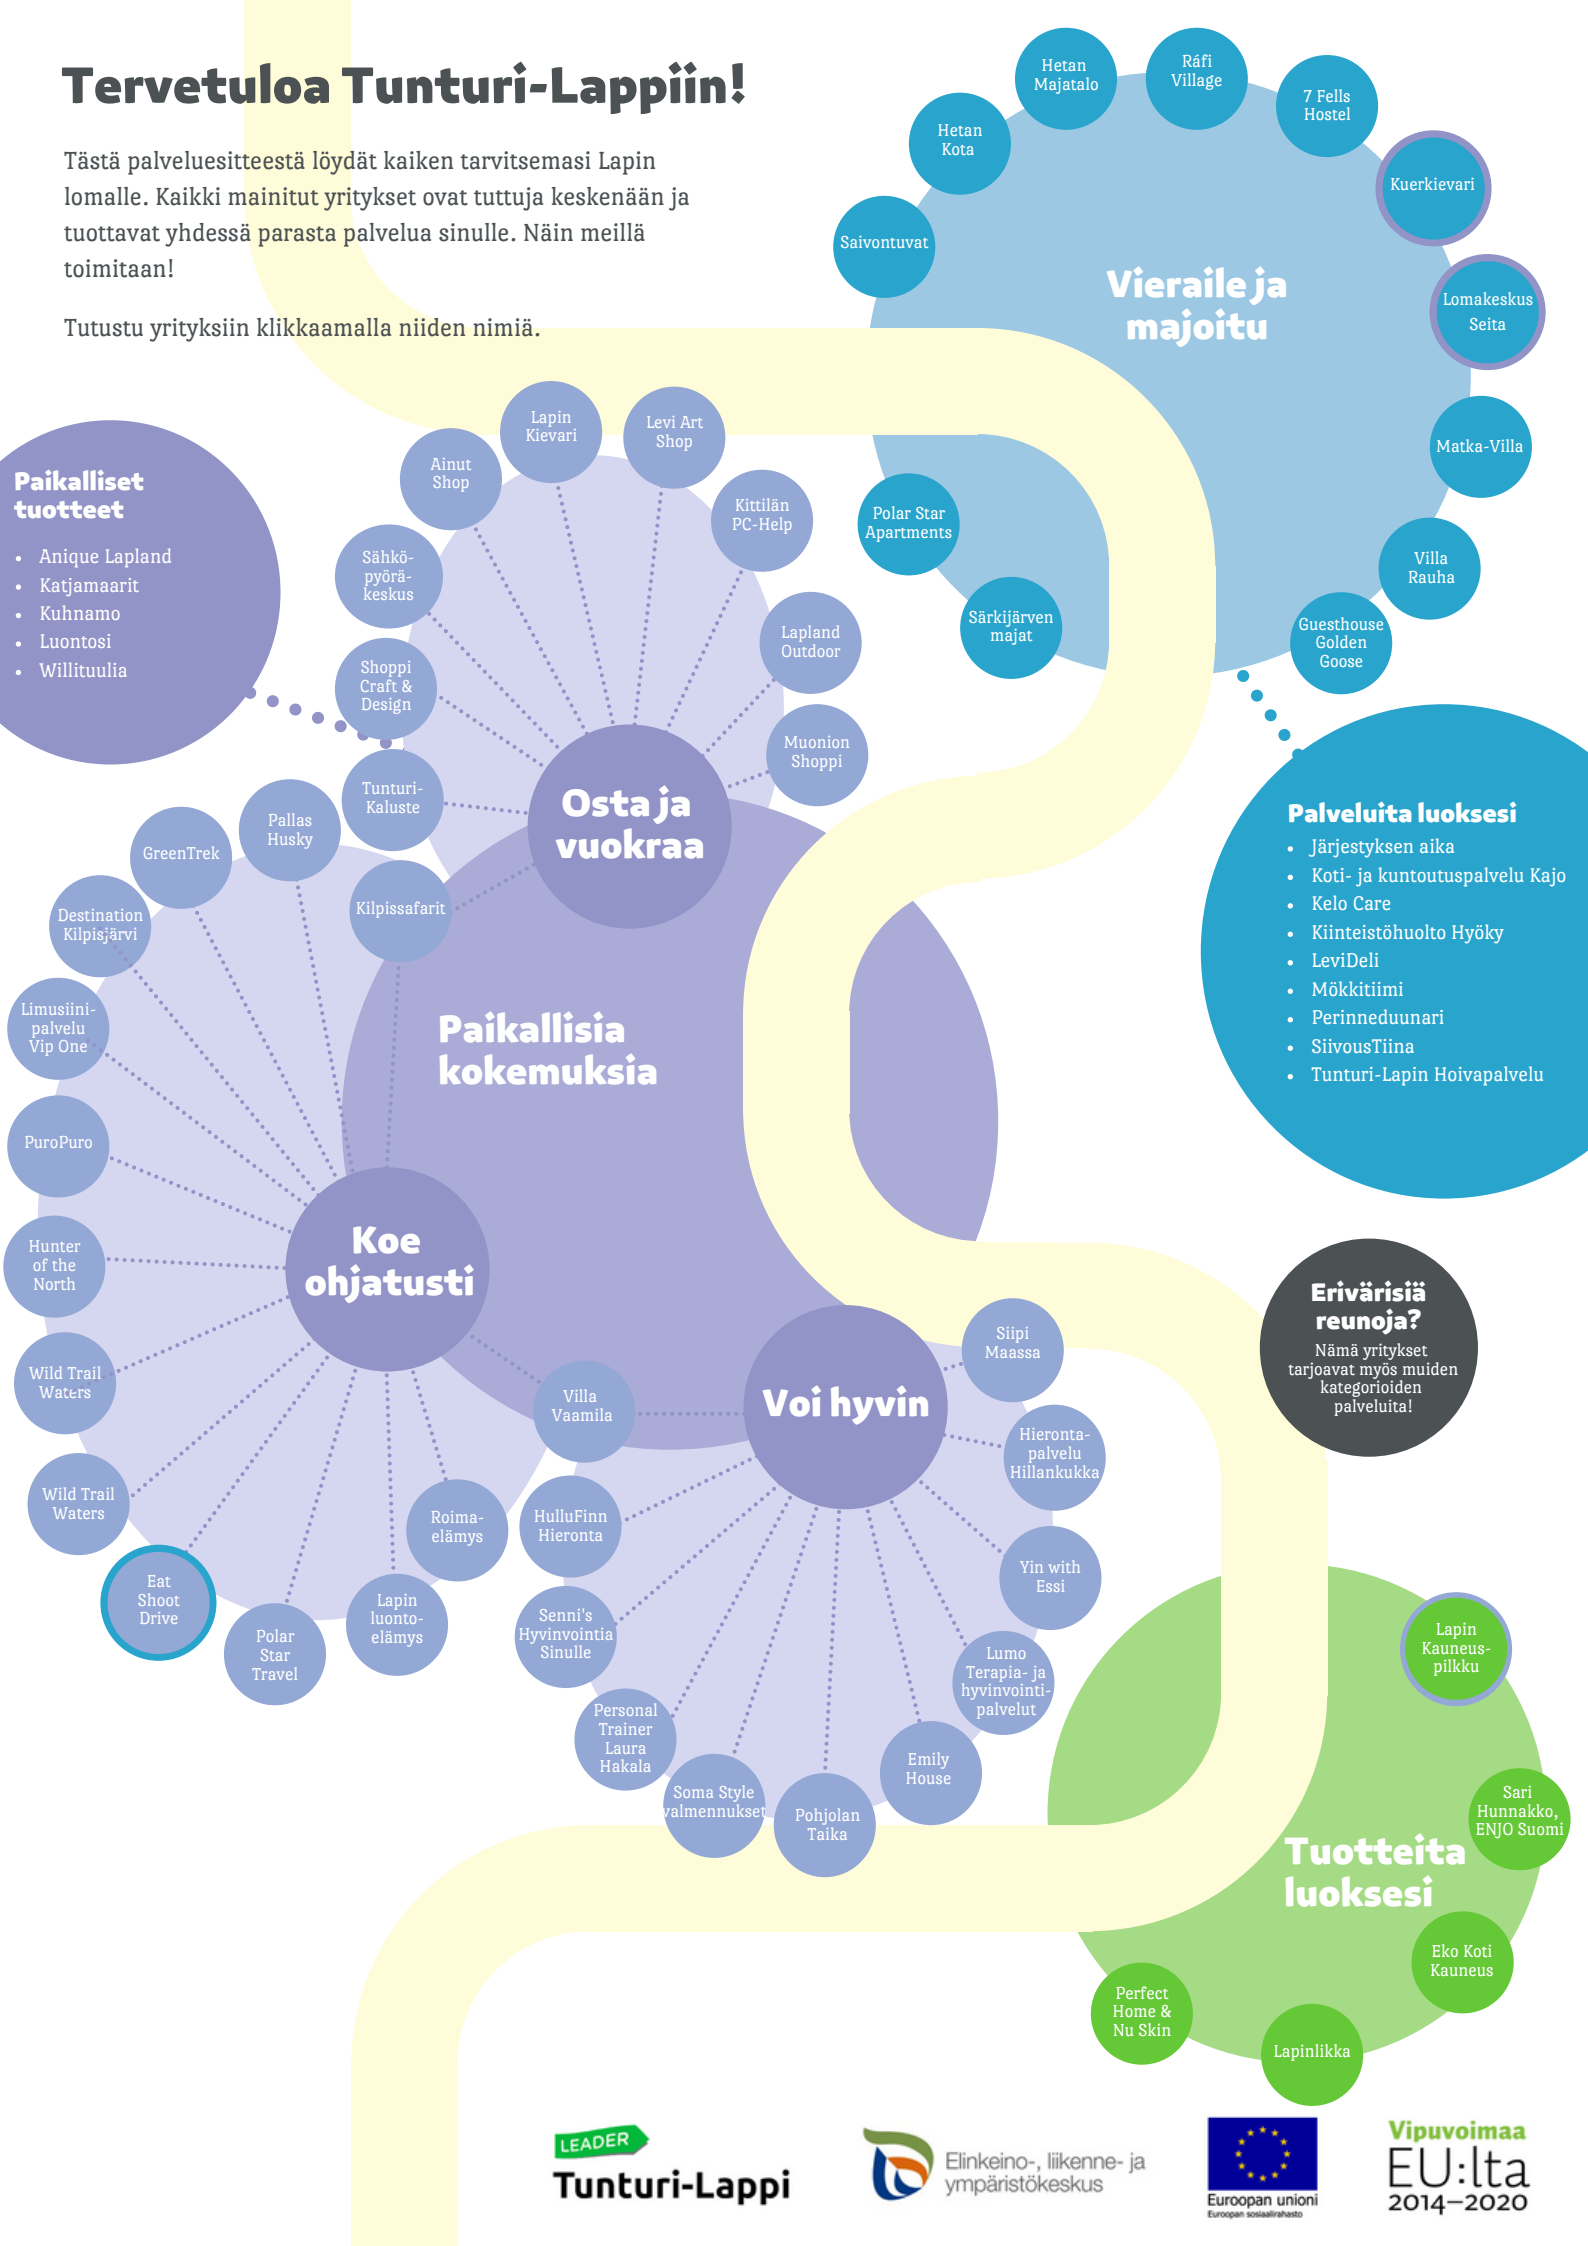 Tervetuloa Tunturi-Lappiin!
Tästä palveluesitteestä löydät kaiken tarvitsemasi Lapin
lomalle. Kaikki mainitut yritykset ovat tuttuja keskenään ja
tuottavat yhdessä parasta palvelua sinulle. Näin meillä
toimitaan!
Tutustu yrityksiin klikkaamalla niiden nimiä.
Vieraile ja
majoitu
Saivontuvat
Hetan
Kota
Hetan
Majatalo
Ráfi
Village
7 Fells
Hostel
Kuerkievari
Lomakeskus
Seita
Matka-Villa
Villa
Rauha
Guesthouse
Golden
Goose
Särkijärven
majat
Polar Star
Apartments
Paikalliset
tuotteet
• Anique Lapland
• Katjamaarit
• Kuhnamo
• Luontosi
• Willituulia
Osta ja
vuokraa
Kilpissafarit
Tunturi-
Kaluste
Shoppi
Craft &
Design
Sähkö-
pyörä-
keskus
Ainut
Shop
Lapin
Kievari
Levi Art
Shop
Kittilän
PC-Help
Lapland
Outdoor
Muonion
Shoppi
Palveluita luoksesi
• Järjestyksen aika
• Koti- ja kuntoutuspalvelu Kajo
• Kelo Care
• Kiinteistöhuolto Hyöky
• LeviDeli
• Mökkitiimi
• Perinneduunari
• SiivousTiina
• Tunturi-Lapin Hoivapalvelu
Paikallisia
kokemuksia
Koe
ohjatusti
Pallas
Husky
GreenTrek
Destination
Kilpisjärvi
Limusiini-
palvelu
Vip One
PuroPuro
Hunter
of the
North
Wild Trail
Waters
Wild Trail
Waters
Eat
Shoot
Drive
Polar
Star
Travel
Lapin
luonto-
elämys
Roima-
elämys
Villa
Vaamila
Voi hyvin
Siipi
Maassa
Hieronta-
palvelu
Hillankukka
Yin with
Essi
Lumo
Terapia- ja
hyvinvointi-
palvelut
Emily
House
Pohjolan
Taika
Soma Style
valmennukset
Personal
Trainer
Laura
Hakala
Senni's
Hyvinvointia
Sinulle
HulluFinn
Hieronta
Erivärisiä
reunoja?
Nämä yritykset
tarjoavat myös muiden
kategorioiden
palveluita!
Tuotteita
luoksesi
Lapin
Kauneus-
pilkku
Sari
Hunnakko,
ENJO Suomi
Eko Koti
Kauneus
Lapinlikka
Perfect
Home &
Nu Skin
LEADER
Tunturi-Lappi
Elinkeino-, liikenne- ja
ympäristökeskus
Euroopan unioni
Euroopan sosiaalirahasto
Vipuvoimaa
EU:lta
2014–2020